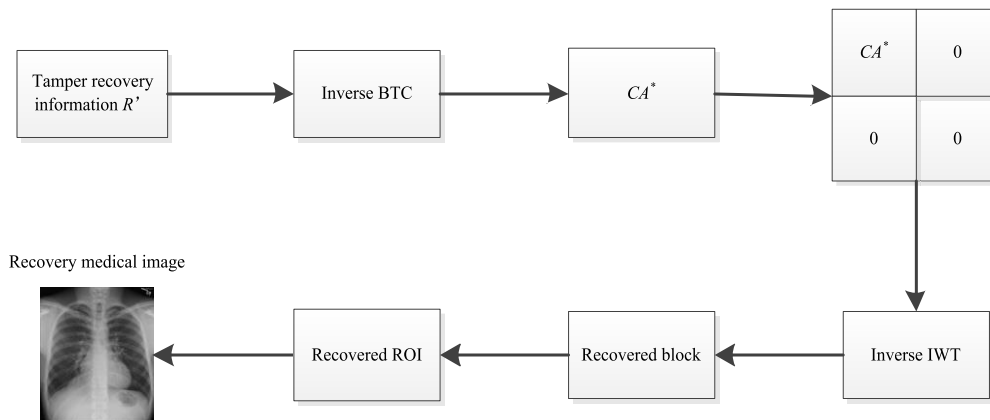 Tamper recovery
information R’
Inverse BTC
CA*
CA* 0
0 0
Recovery medical image
Recovered ROI
Recovered block
Inverse IWT